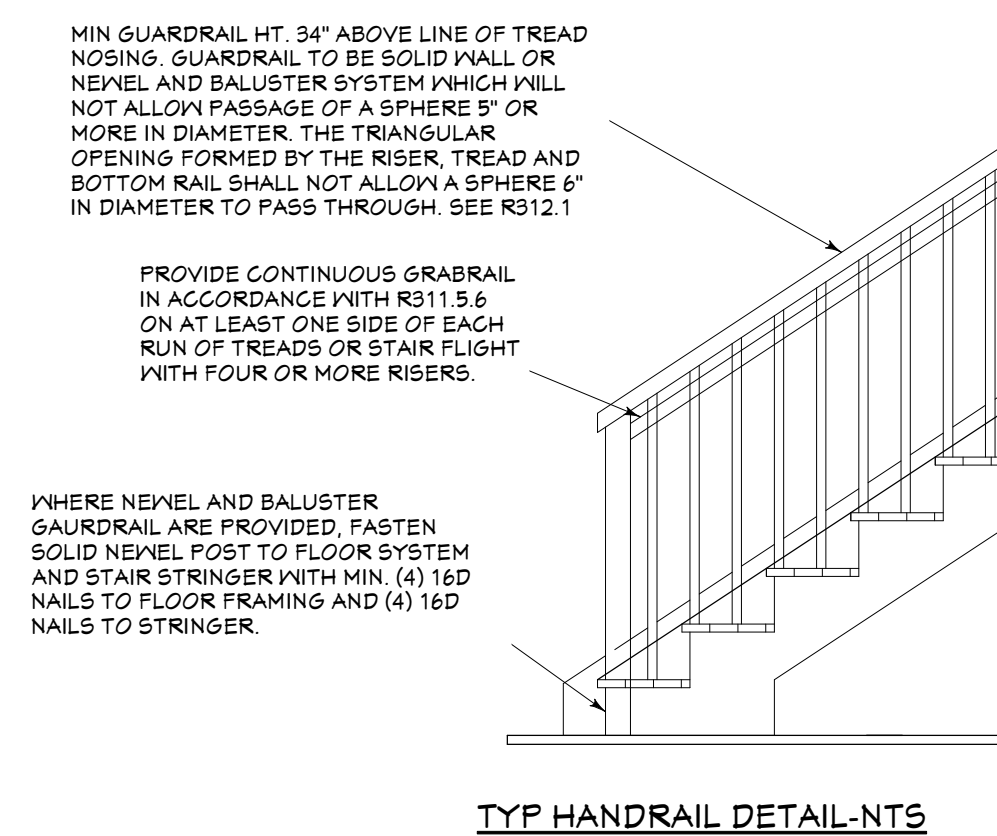 MIN GUARDRAIL HT. 34" ABOVE LINE OF TREAD
NOSING. GUARDRAIL TO BE SOLID WALL OR
NEWEL AND BALUSTER SYSTEM WHICH WILL
NOT ALLOW PASSAGE OF A SPHERE 5" OR
MORE IN DIAMETER. THE TRIANGULAR
OPENING FORMED BY THE RISER, TREAD AND
BOTTOM RAIL SHALL NOT ALLOW A SPHERE 6"
IN DIAMETER TO PASS THROUGH. SEE R312.1
PROVIDE CONTINUOUS GRABRAIL
IN ACCORDANCE WITH R311.5.6
ON AT LEAST ONE SIDE OF EACH
RUN OF TREADS OR STAIR FLIGHT
WITH FOUR OR MORE RISERS.
WHERE NEWEL AND BALUSTER
GAURDRAIL ARE PROVIDED, FASTEN
SOLID NEWEL POST TO FLOOR SYSTEM
AND STAIR STRINGER WITH MIN. (4) 16D
NAILS TO FLOOR FRAMING AND (4) 16D
NAILS TO STRINGER.
TYP HANDRAIL DETAIL-NTS